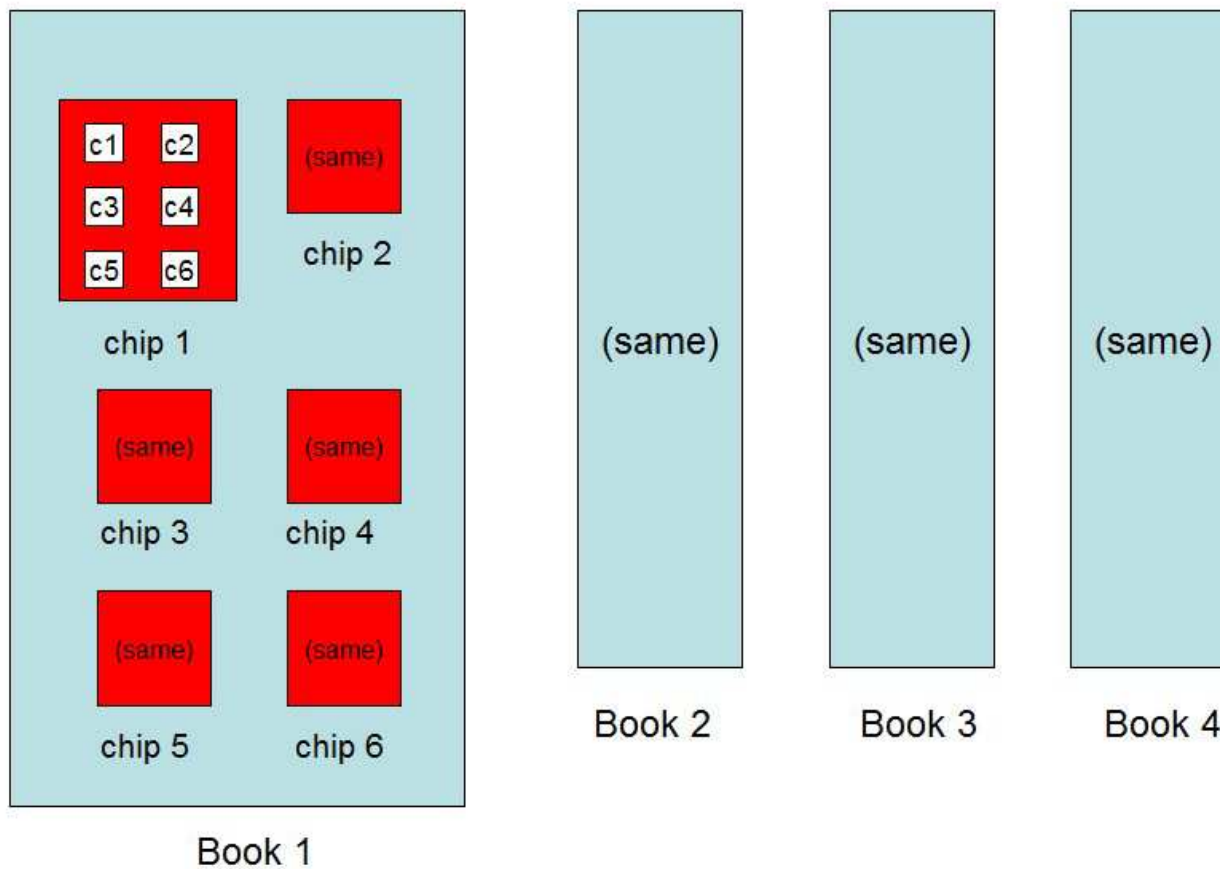 c1 c2
c3 c4
c5 c6
chip 1
(same)
chip 2
(same)
chip 3
(same)
chip 4
(same)
chip 5
(same)
chip 6
Book 1
(same)
Book 2
(same)
Book 3
(same)
Book 4